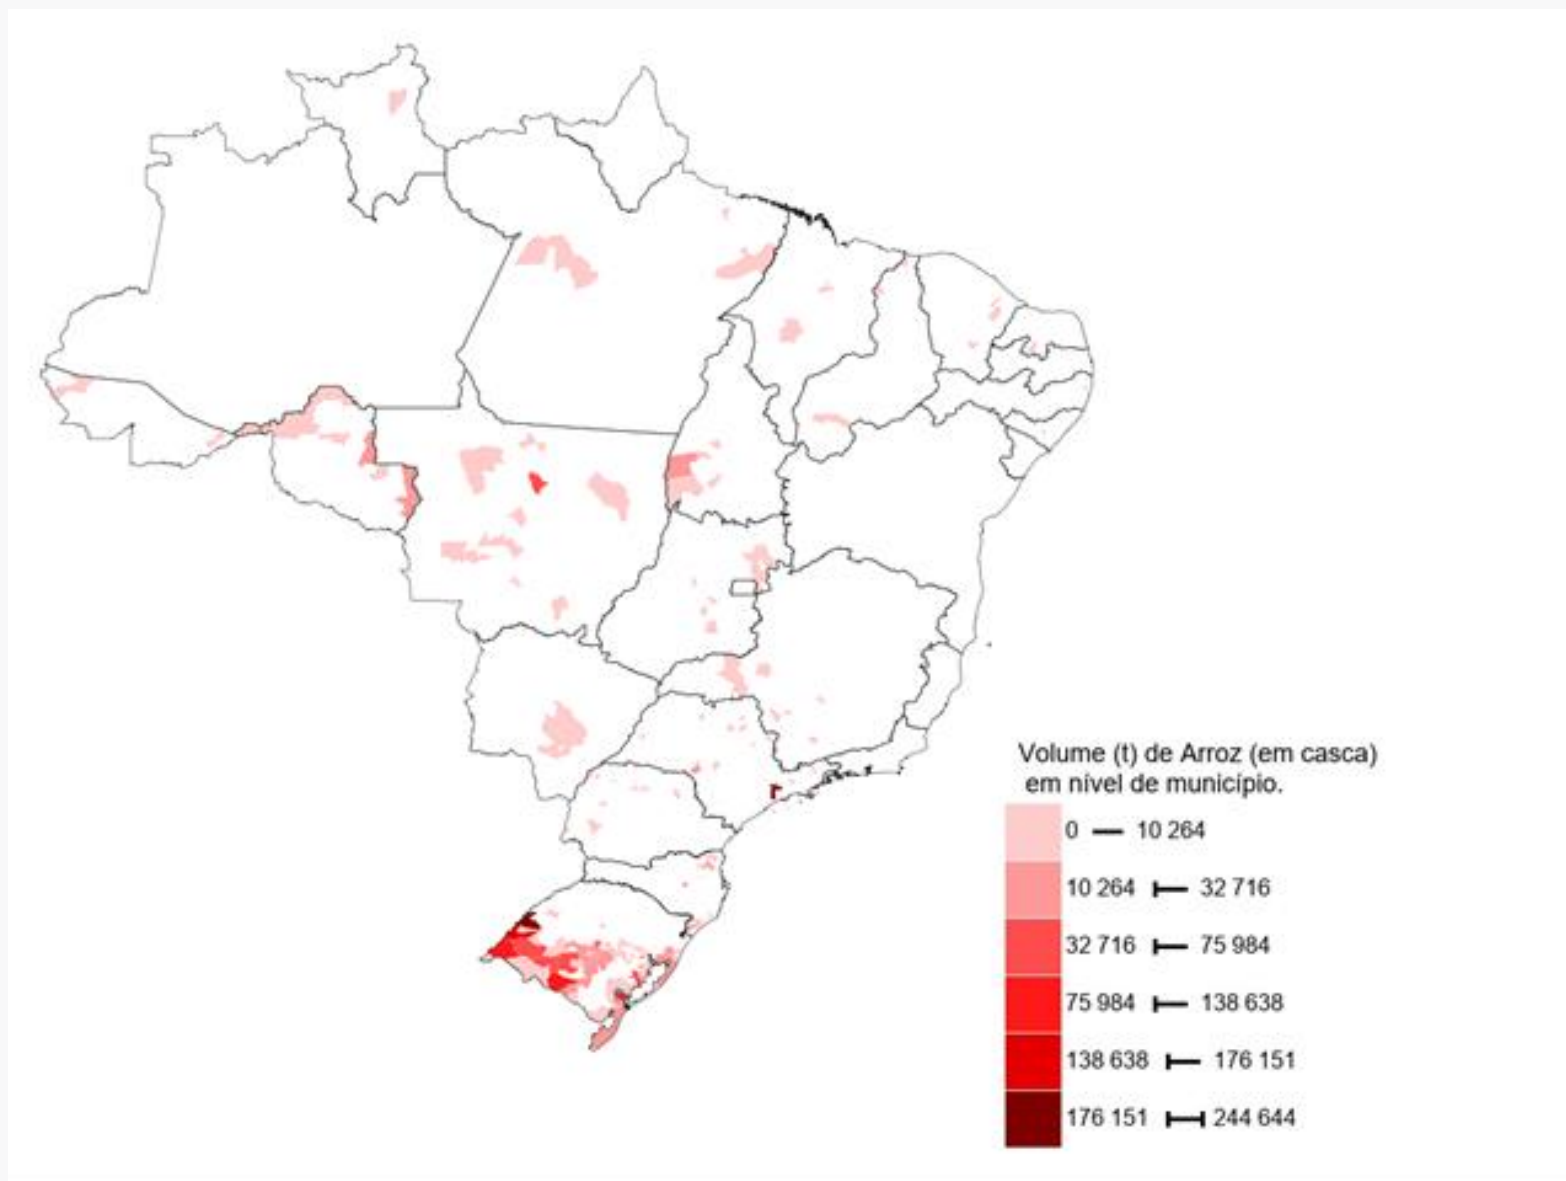 Volume (t) de Arroz (em casca)
em nível de município.
0 — 10 264
10 264 ⊢ 32 716
32 716 ⊢ 75 984
75 984 ⊢ 138 638
138 638 ⊢ 176 151
176 151 ⊢⊣ 244 644